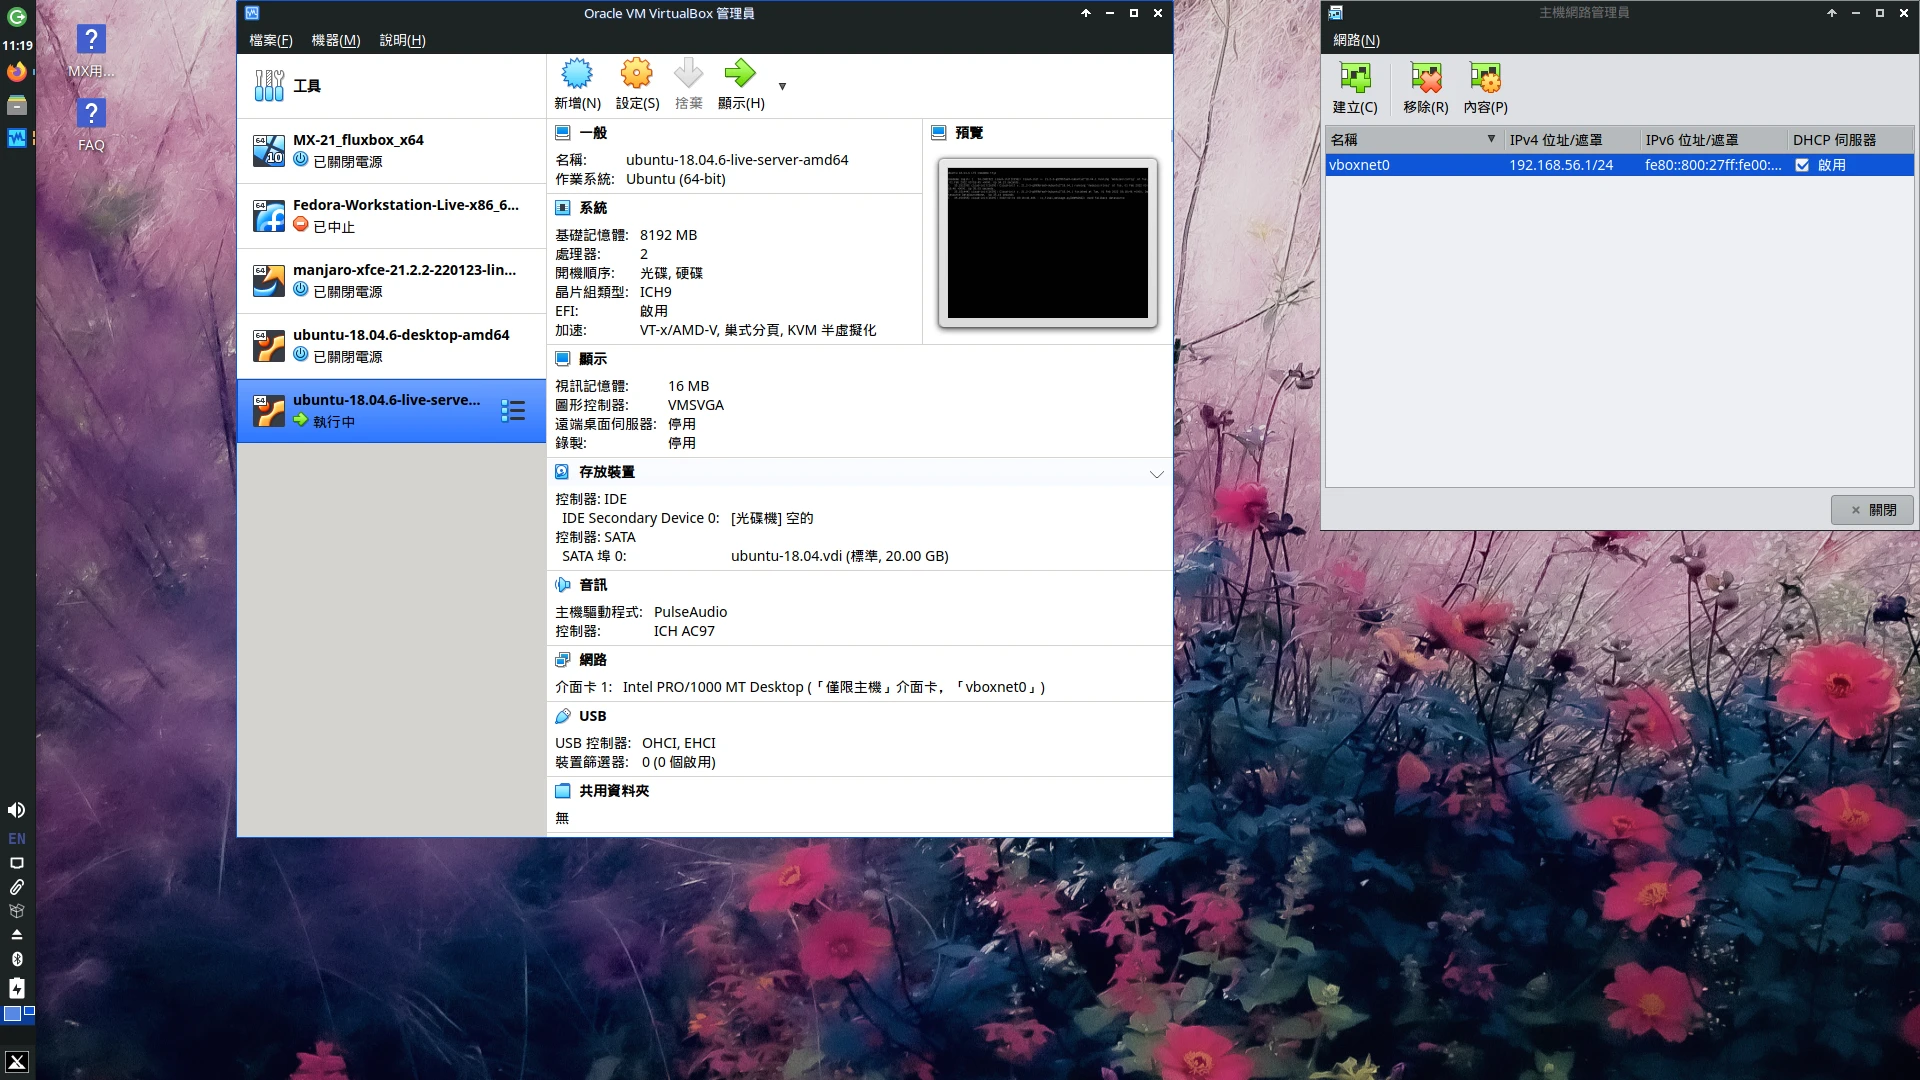 11:19
MX用...
FAQ
EN
Oracle VM VirtualBox 管理員
檔案(F)
機器(M)
說明(H)
工具
MX-21_fluxbox_x64
已關閉電源
Fedora-Workstation-Live-x86_6...
已中止
manjaro-xfce-21.2.2-220123-lin...
已關閉電源
ubuntu-18.04.6-desktop-amd64
已關閉電源
ubuntu-18.04.6-live-serve...
執行中
新增(N)
設定(S)
捨棄
顯示(H)
一般
名稱: ubuntu-18.04.6-live-server-amd64
作業系統: Ubuntu (64-bit)
系統
基礎記憶體: 8192 MB
處理器: 2
開機順序: 光碟, 硬碟
晶片組類型: ICH9
EFI: 啟用
加速: VT-x/AMD-V, 巢式分頁, KVM 半虛擬化
預覽
顯示
視訊記憶體: 16 MB
圖形控制器: VMSVGA
遠端桌面伺服器: 停用
錄製: 停用
存放裝置
控制器: IDE
IDE Secondary Device 0: [光碟機] 空的
控制器: SATA
SATA 埠 0: ubuntu-18.04.vdi (標準, 20.00 GB)
音訊
主機驅動程式: PulseAudio
控制器: ICH AC97
網路
介面卡 1: Intel PRO/1000 MT Desktop (「僅限主機」介面卡, 「vboxnet0」)
USB
USB 控制器: OHCI, EHCI
裝置篩選器: 0 (0 個啟用)
共用資料夾
無
主機網路管理員
網路(N)
建立(C)
移除(R)
內容(P)
名稱 IPv4 位址/遮罩 IPv6 位址/遮罩 DHCP 伺服器
vboxnet0 192.168.56.1/24 fe80::800:27ff:fe00:... 啟用
關閉